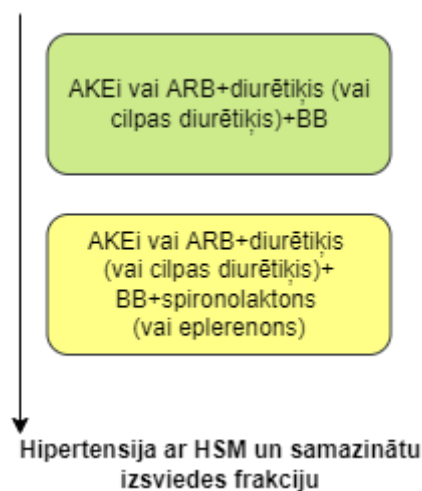 AKEi vai ARB+diurētiķis (vai
cilpas diurētiķis)+BB
AKEi vai ARB+diurētiķis
(vai cilpas diurētiķis)+
BB+spironolaktons
(vai eplerenons)
Hipertensija ar HSM un samazinātu
izsviedes frakciju